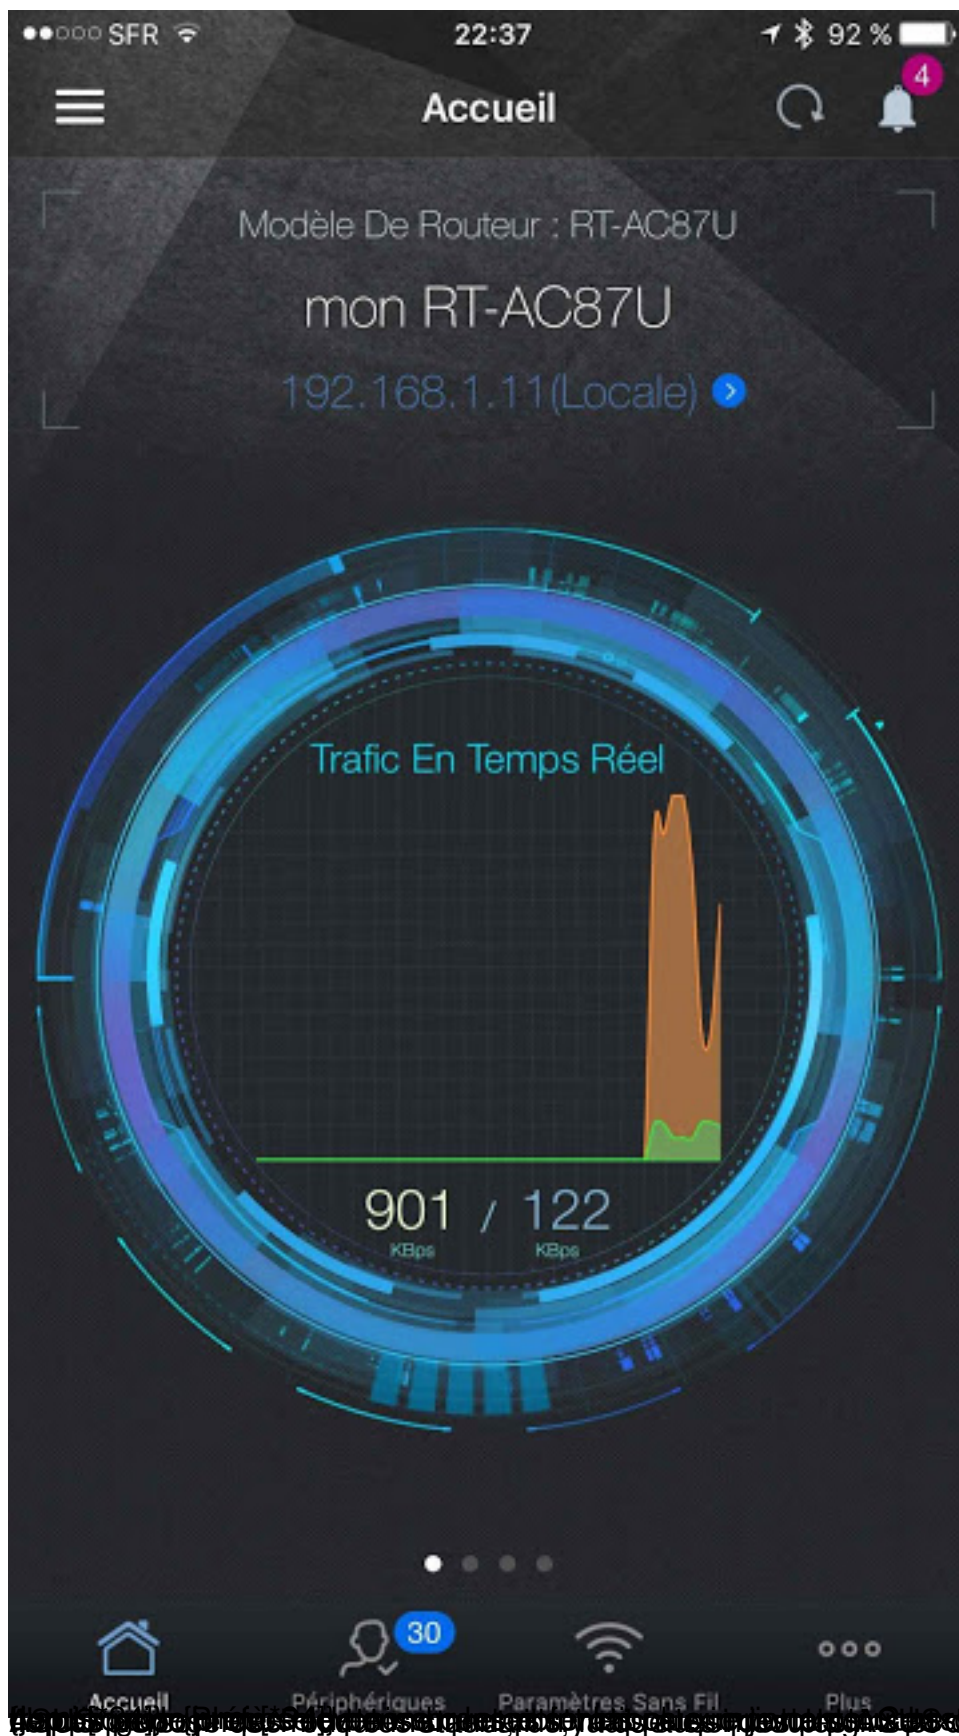 SFR 22:37 92 %
4
Accueil
Modèle De Routeur : RT-AC87U
mon RT-AC87U
192.168.1.11(Locale)
Trafic En Temps Réel
901 / 122
KBps KBps
30
Accueil Périphériques Paramètres Sans Fil Plus